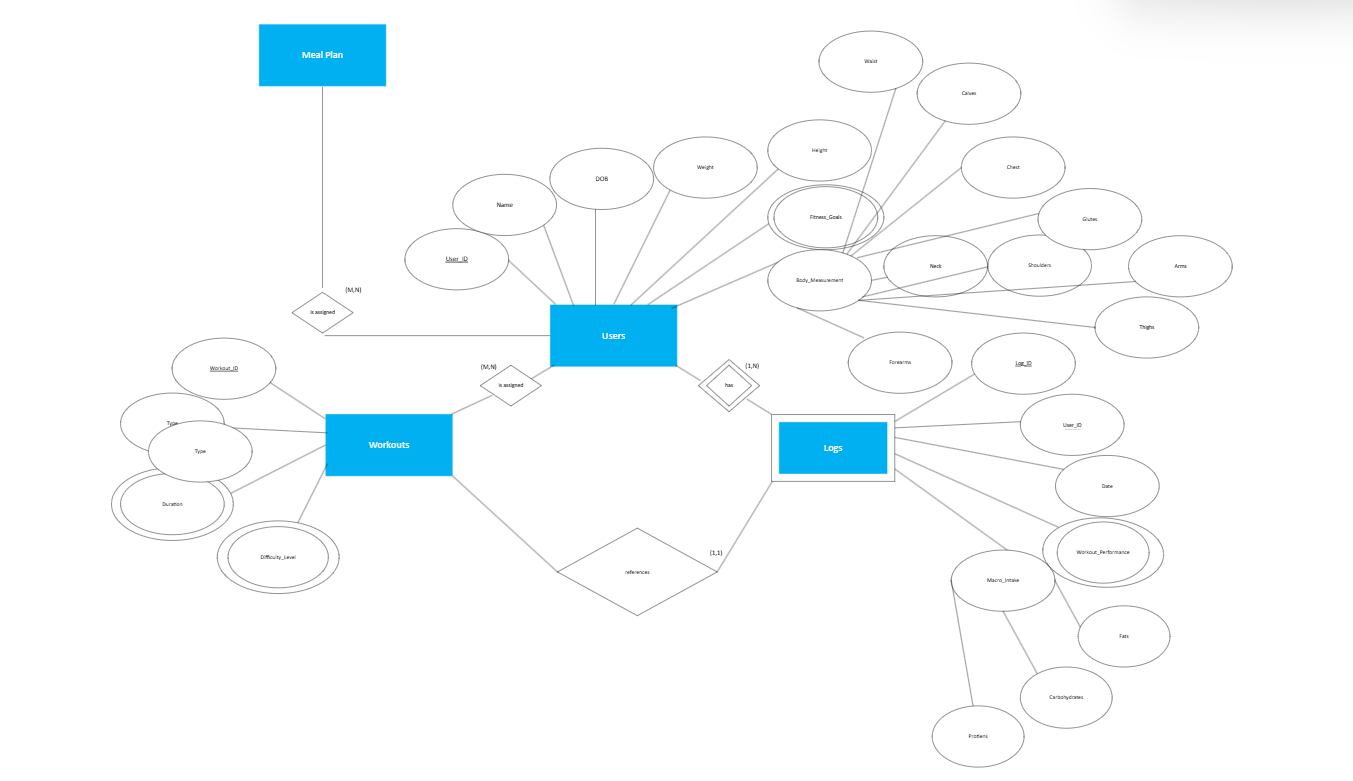 Meal Plan
Waist
Calves
Height
Weight
Chest
DOB
Name
Fitness_Goals
Glutes
User_ID
Neck
Shoulders
Arms
Body_Measurement
(M,N)
is assigned
Thighs
Users
Forearms
Log_ID
Workout_ID
(M,N)
is assigned
(1,N)
has
Type
User_ID
Workouts
Logs
Type
Date
Duration
Difficulty_Level
(1,1)
references
Workout_Performance
Macro_Intake
Fats
Carbohydrates
Protiens